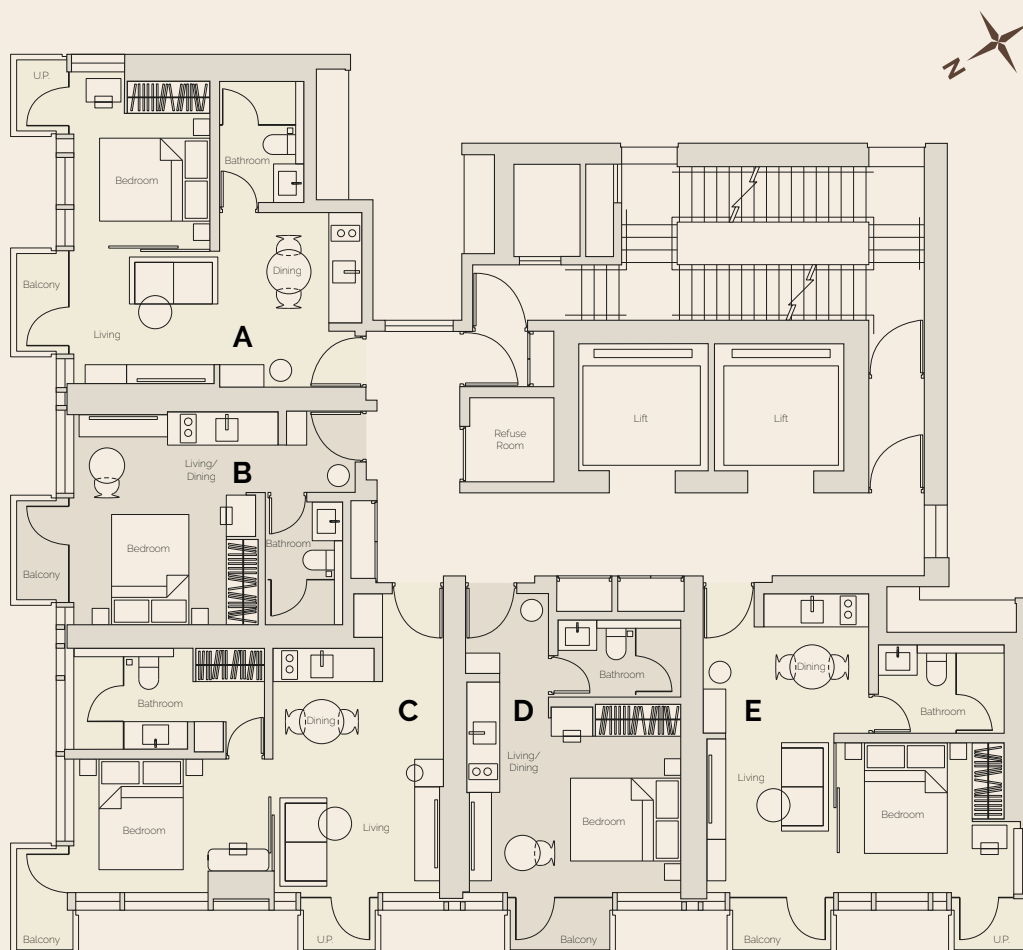 N
U.P.
Bedroom
Bathroom
Balcony
Dining
Living
A
Lift
Lift
Refuse
Room
Living/
Dining
B
Bedroom
Bathroom
Balcony
Bathroom
Dining
C
Living
Bedroom
Balcony
U.P.
D
Bathroom
Living/
Dining
Bedroom
Balcony
E
Dining
Bathroom
Living
Bedroom
Balcony
U.P.